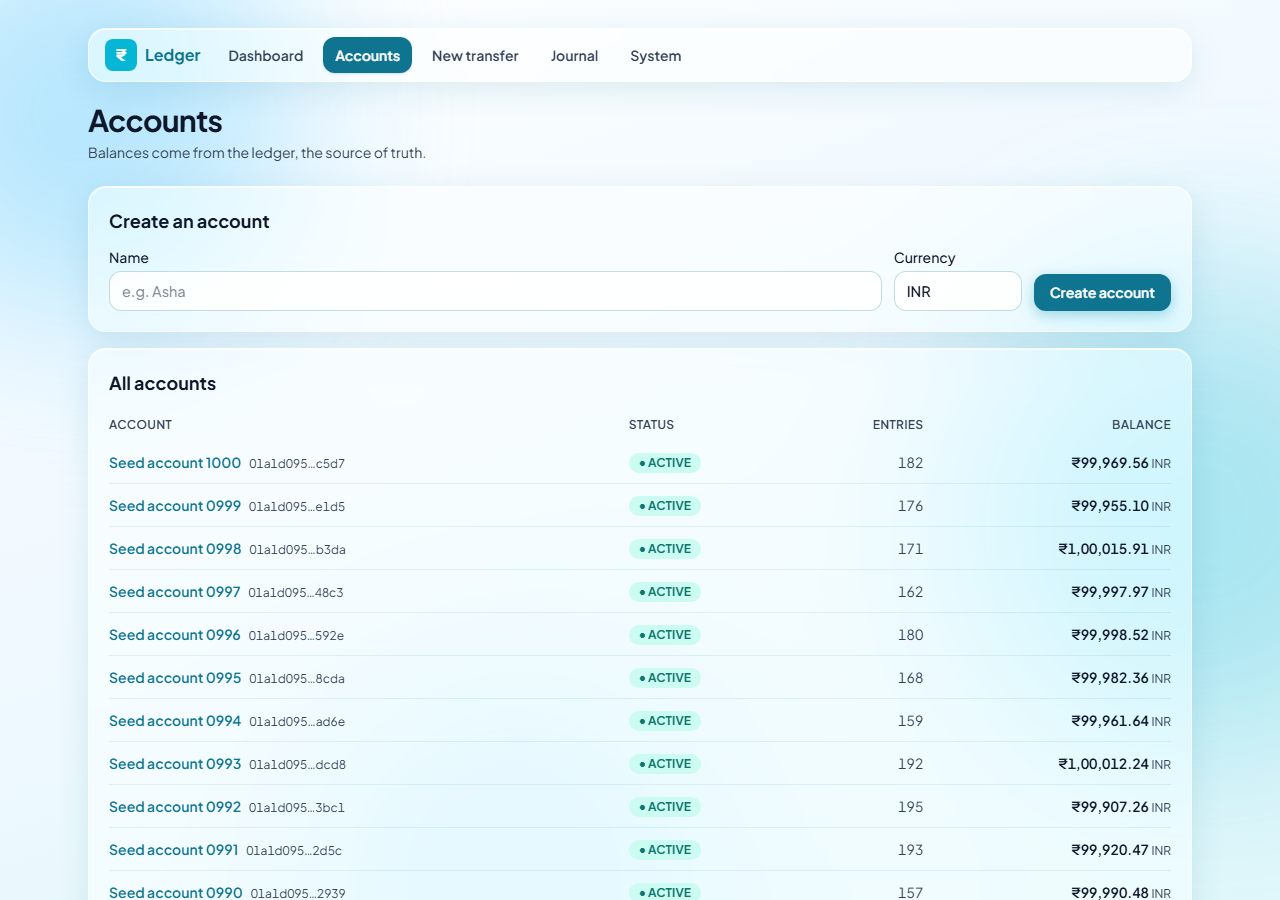 ₹ Ledger Dashboard Accounts New transfer Journal System
Accounts
Balances come from the ledger, the source of truth.
Create an account
Name Currency
e.g. Asha INR Create account
All accounts
ACCOUNT STATUS ENTRIES BALANCE
Seed account 1000 01a1d095…c5d7 • ACTIVE 182 ₹99,969.56 INR
Seed account 0999 01a1d095…e1d5 • ACTIVE 176 ₹99,955.10 INR
Seed account 0998 01a1d095…b3da • ACTIVE 171 ₹1,00,015.91 INR
Seed account 0997 01a1d095…48c3 • ACTIVE 162 ₹99,997.97 INR
Seed account 0996 01a1d095…592e • ACTIVE 180 ₹99,998.52 INR
Seed account 0995 01a1d095…8cda • ACTIVE 168 ₹99,982.36 INR
Seed account 0994 01a1d095…ad6e • ACTIVE 159 ₹99,961.64 INR
Seed account 0993 01a1d095…dcd8 • ACTIVE 192 ₹1,00,012.24 INR
Seed account 0992 01a1d095…3bc1 • ACTIVE 195 ₹99,907.26 INR
Seed account 0991 01a1d095…2d5c • ACTIVE 193 ₹99,920.47 INR
Seed account 0990 01a1d095…2939 • ACTIVE 157 ₹99,990.48 INR